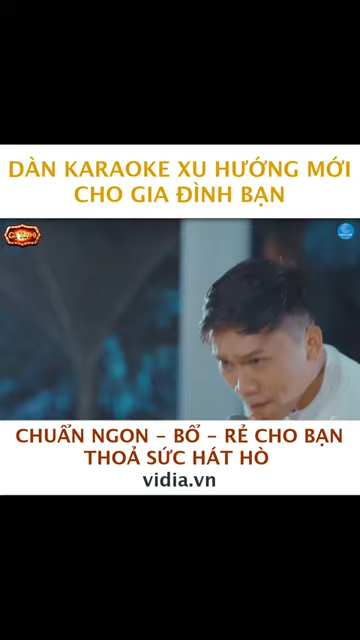 DÀN KARAOKE XU HƯỚNG MỚI
CHO GIA ĐÌNH BẠN
CHUẨN NGON - BỔ - RẺ CHO BẠN
THOẢ SỨC HÁT HÒ
vidia.vn